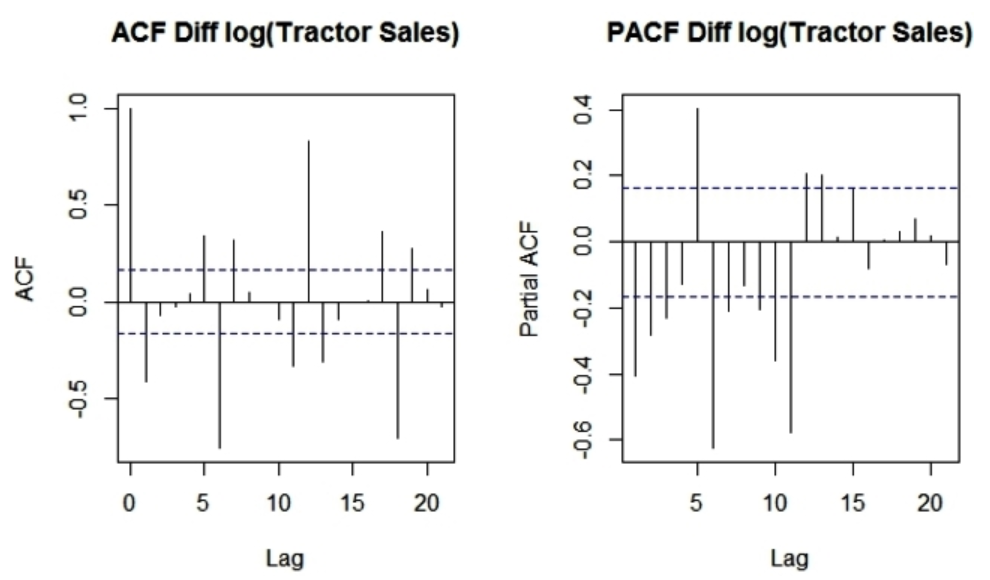 ACF Diff log(Tractor Sales)
ACF
1.0
0.5
0.0
-0.5
0 5 10 15 20
Lag
PACF Diff log(Tractor Sales)
Partial ACF
0.4
0.2
0.0
-0.2
-0.4
-0.6
5 10 15 20
Lag